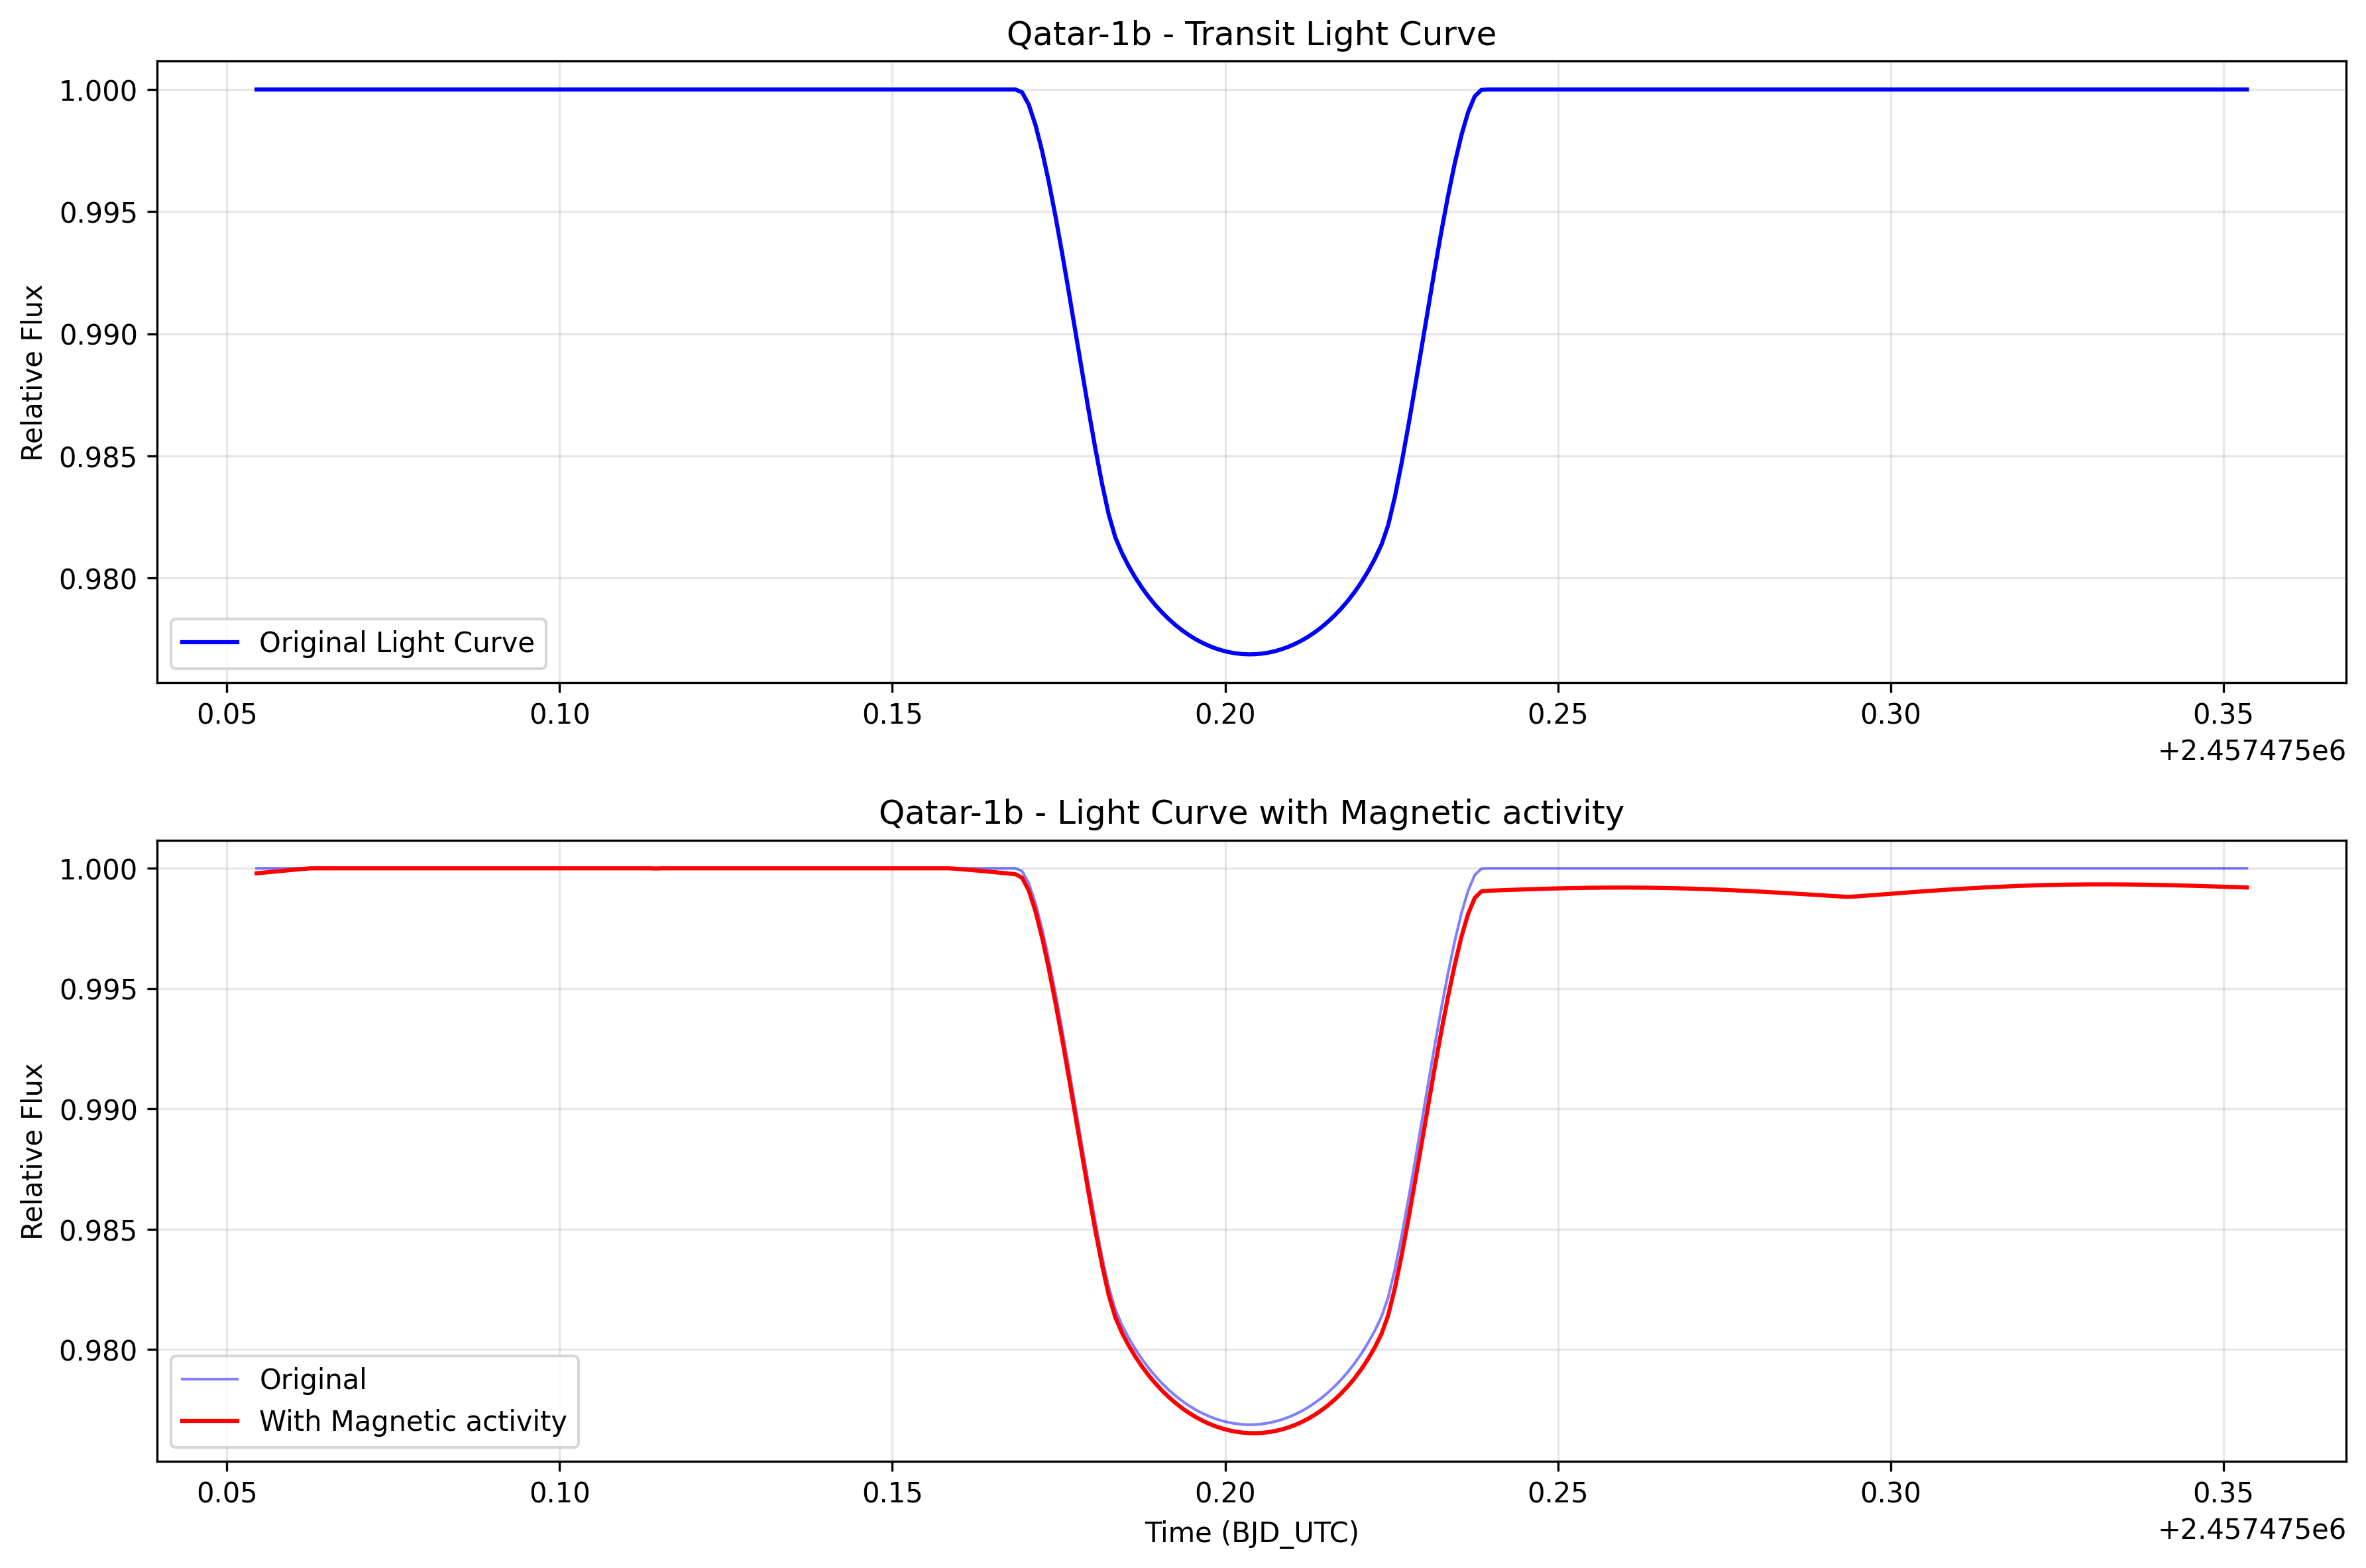 Qatar-1b - Transit Light Curve
1.000
0.995
0.990
0.985
0.980
Relative Flux
Original Light Curve
0.05 0.10 0.15 0.20 0.25 0.30 0.35
+2.457475e6
Qatar-1b - Light Curve with Magnetic activity
1.000
0.995
0.990
0.985
0.980
Relative Flux
Original
With Magnetic activity
0.05 0.10 0.15 0.20 0.25 0.30 0.35
Time (BJD_UTC)
+2.457475e6